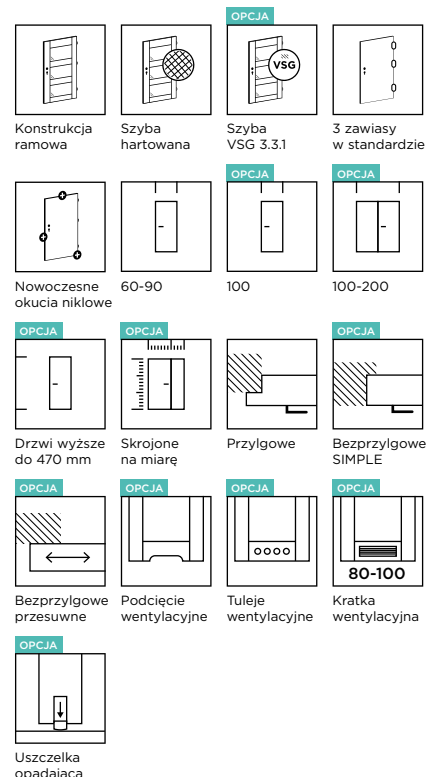 OPCJA
VSG
Konstrukcja
ramowa
Szyba
hartowana
Szyba
VSG 3.3.1
3 zawiasy
w standardzie
OPCJA
OPCJA
Nowoczesne
okucia niklowe
60-90
100
100-200
OPCJA
OPCJA
OPCJA
Drzwi wyższe
do 470 mm
Skrojone
na miarę
Przylgowe
Bezprzylgowe
SIMPLE
OPCJA
OPCJA
OPCJA
OPCJA
80-100
Bezprzylgowe
przesuwne
Podcięcie
wentylacyjne
Tuleje
wentylacyjne
Kratka
wentylacyjna
OPCJA
Uszczelka
opadająca